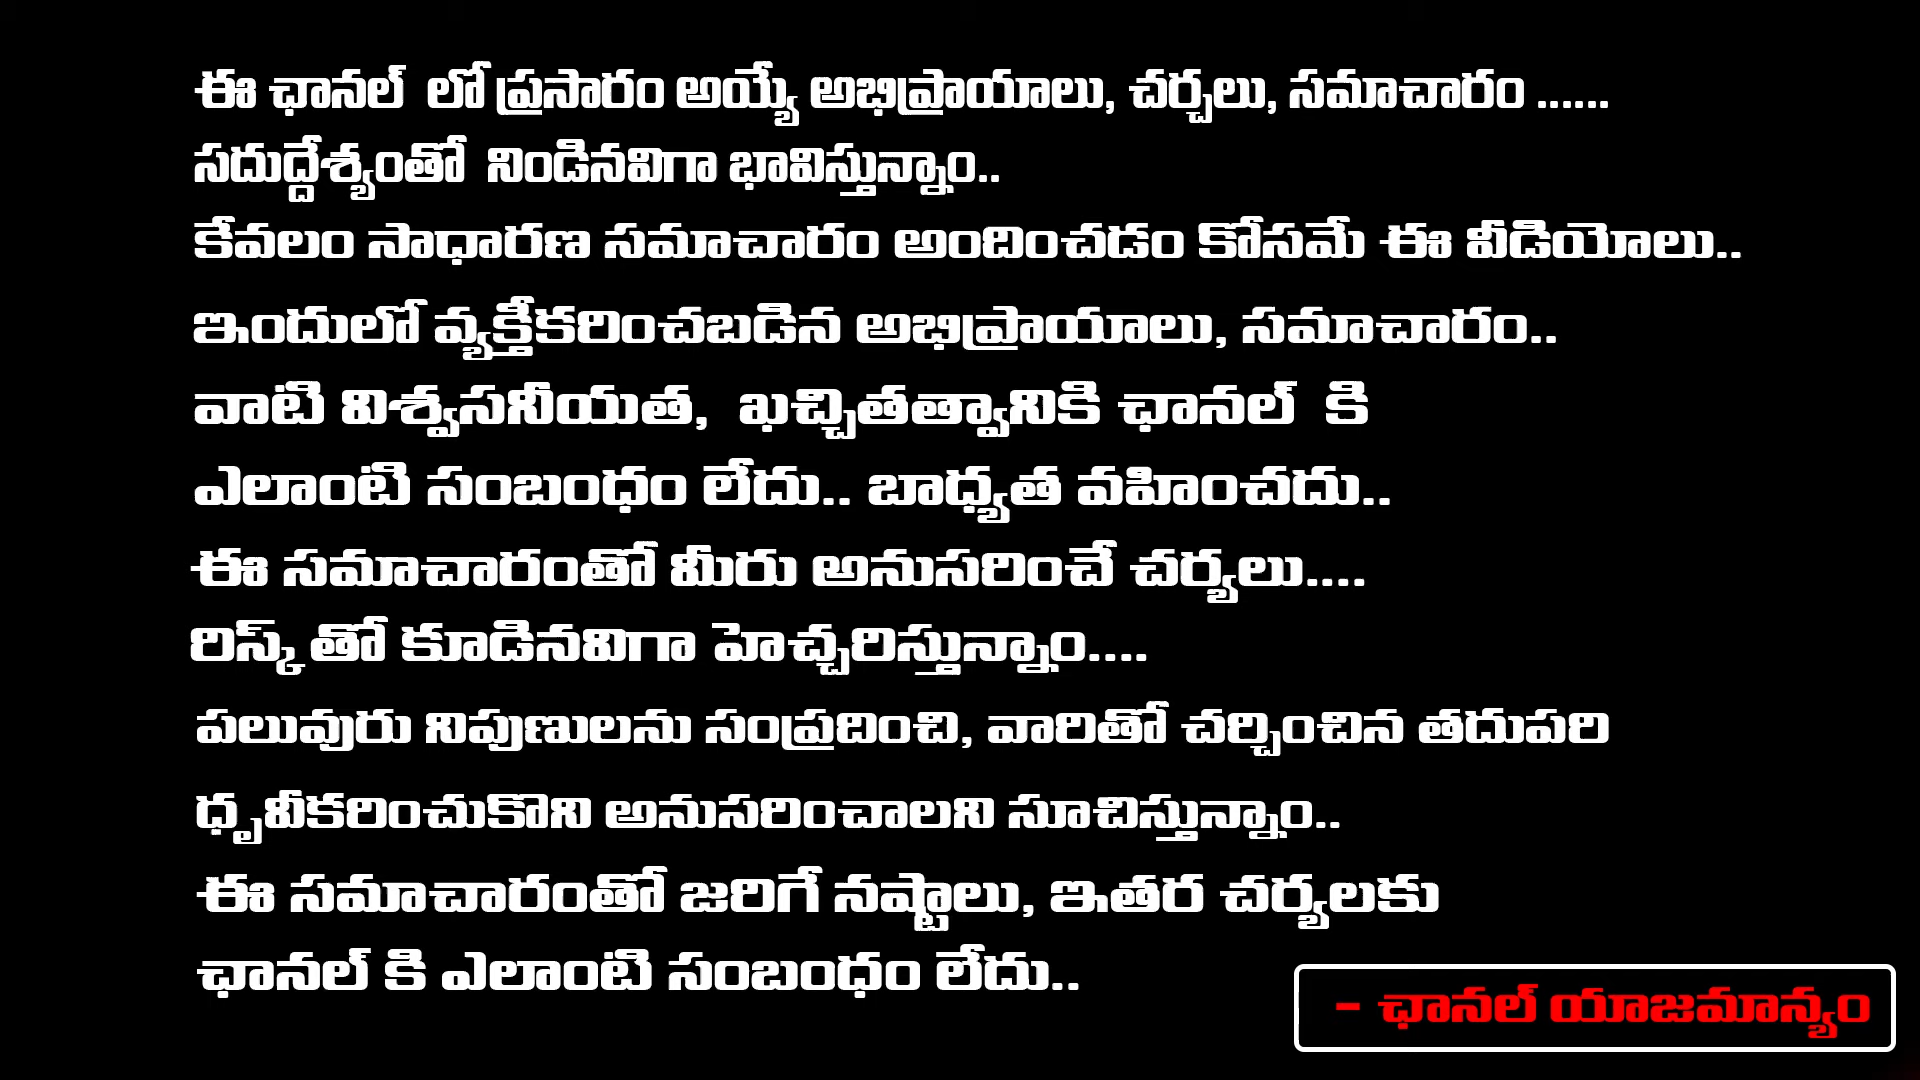 ఈ ఛానల్ లో ప్రసారం అయ్యే అభిప్రాయాలు, చర్చలు, సమాచారం ......
సదుద్దేశ్యంతో నిండినవిగా భావిస్తున్నాం..
కేవలం సాధారణ సమాచారం అందించడం కోసమే ఈ వీడియోలు..
ఇందులో వ్యక్తీకరించబడిన అభిప్రాయాలు, సమాచారం..
వాటి విశ్వసనీయత, ఖచ్చితత్వానికి ఛానల్ కి
ఎలాంటి సంబంధం లేదు.. బాధ్యత వహించదు..
ఈ సమాచారంతో మీరు అనుసరించే చర్యలు....
రిస్క్ తో కూడినవిగా హెచ్చరిస్తున్నాం....
పలువురు నిపుణులను సంప్రదించి, వారితో చర్చించిన తదుపరి
ధృవీకరించుకొని అనుసరించాలని సూచిస్తున్నాం..
ఈ సమాచారంతో జరిగే నష్టాలు, ఇతర చర్యలకు
ఛానల్ కి ఎలాంటి సంబంధం లేదు..
- ఛానల్ యాజమాన్యం